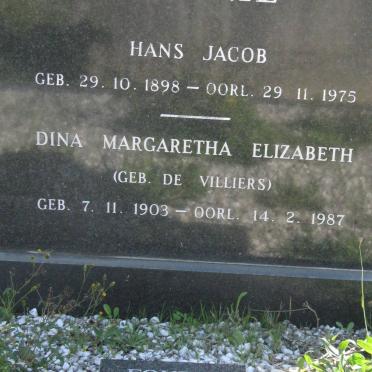 HANS JACOB
GEB. 29. 10. 1898 — OORL. 29 11. 1975
DINA MARGARETHA ELIZABETH
(GEB. DE VILLIERS)
GEB. 7. 11. 1903 — OORL. 14. 2. 1987